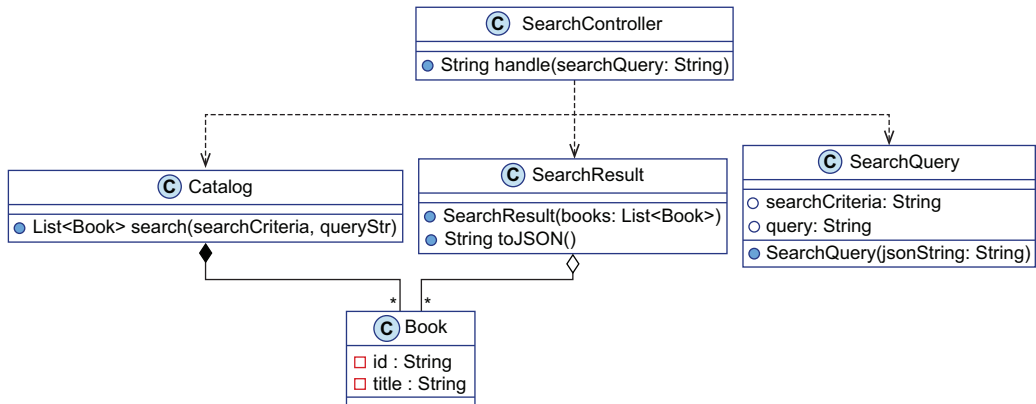 C SearchController
String handle(searchQuery: String)
C Catalog
List<Book> search(searchCriteria, queryStr)
C SearchResult
SearchResult(books: List<Book>)
String toJSON()
C SearchQuery
searchCriteria: String
query: String
SearchQuery(jsonString: String)
* *
C Book
id : String
title : String